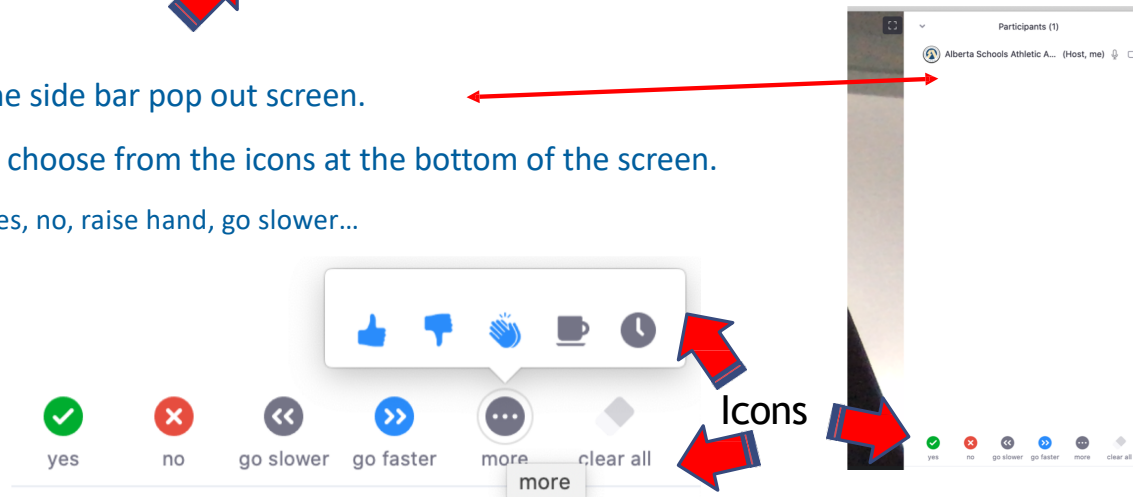 Participants (1)
Alberta Schools Athletic A... (Host, me)
side bar pop out screen.
choose from the icons at the bottom of the screen.
no, raise hand, go slower…
Icons
yes no go slower go faster more clear all
more
yes no go slower go faster more clear all